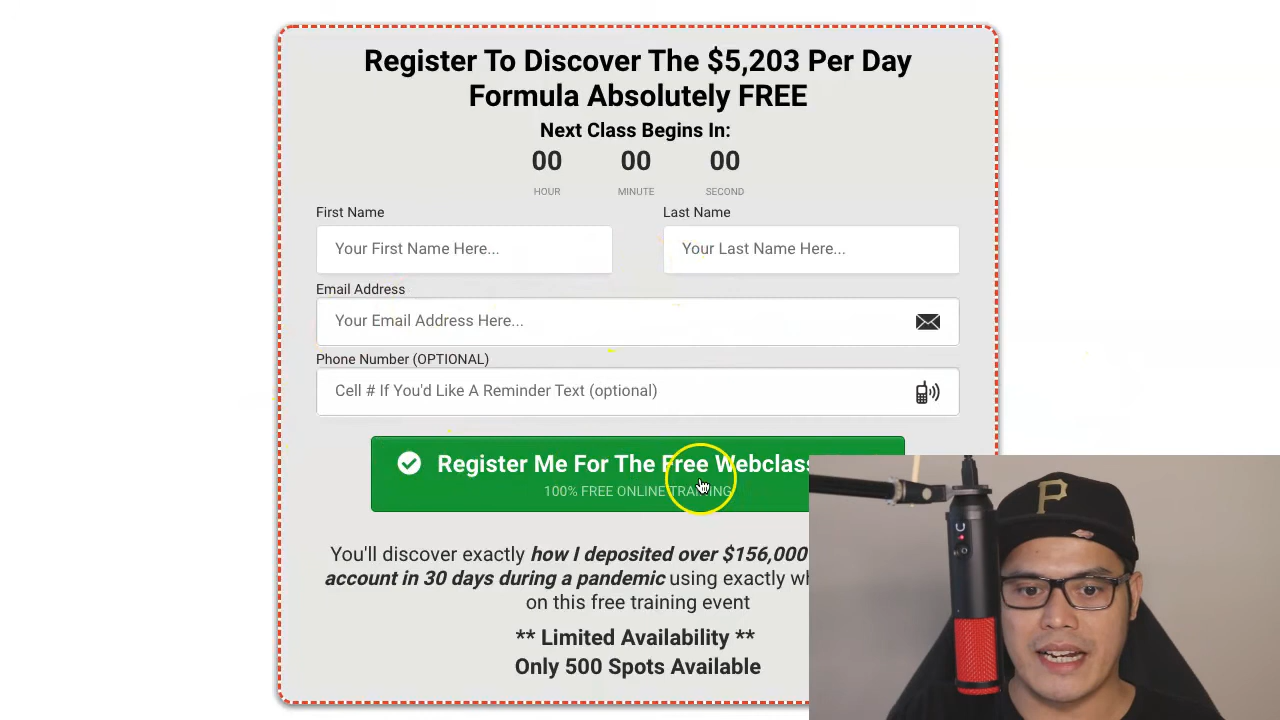 Register To Discover The $5,203 Per Day
Formula Absolutely FREE
Next Class Begins In:
00 00 00
HOUR MINUTE SECOND
First Name Last Name
Your First Name Here... Your Last Name Here...
Email Address
Your Email Address Here...
Phone Number (OPTIONAL)
Cell # If You'd Like A Reminder Text (optional)
Register Me For The Free Webclass
100% FREE ONLINE TRAINING
You'll discover exactly how I deposited over $156,000
account in 30 days during a pandemic using exactly
on this free training event
** Limited Availability **
Only 500 Spots Available
P